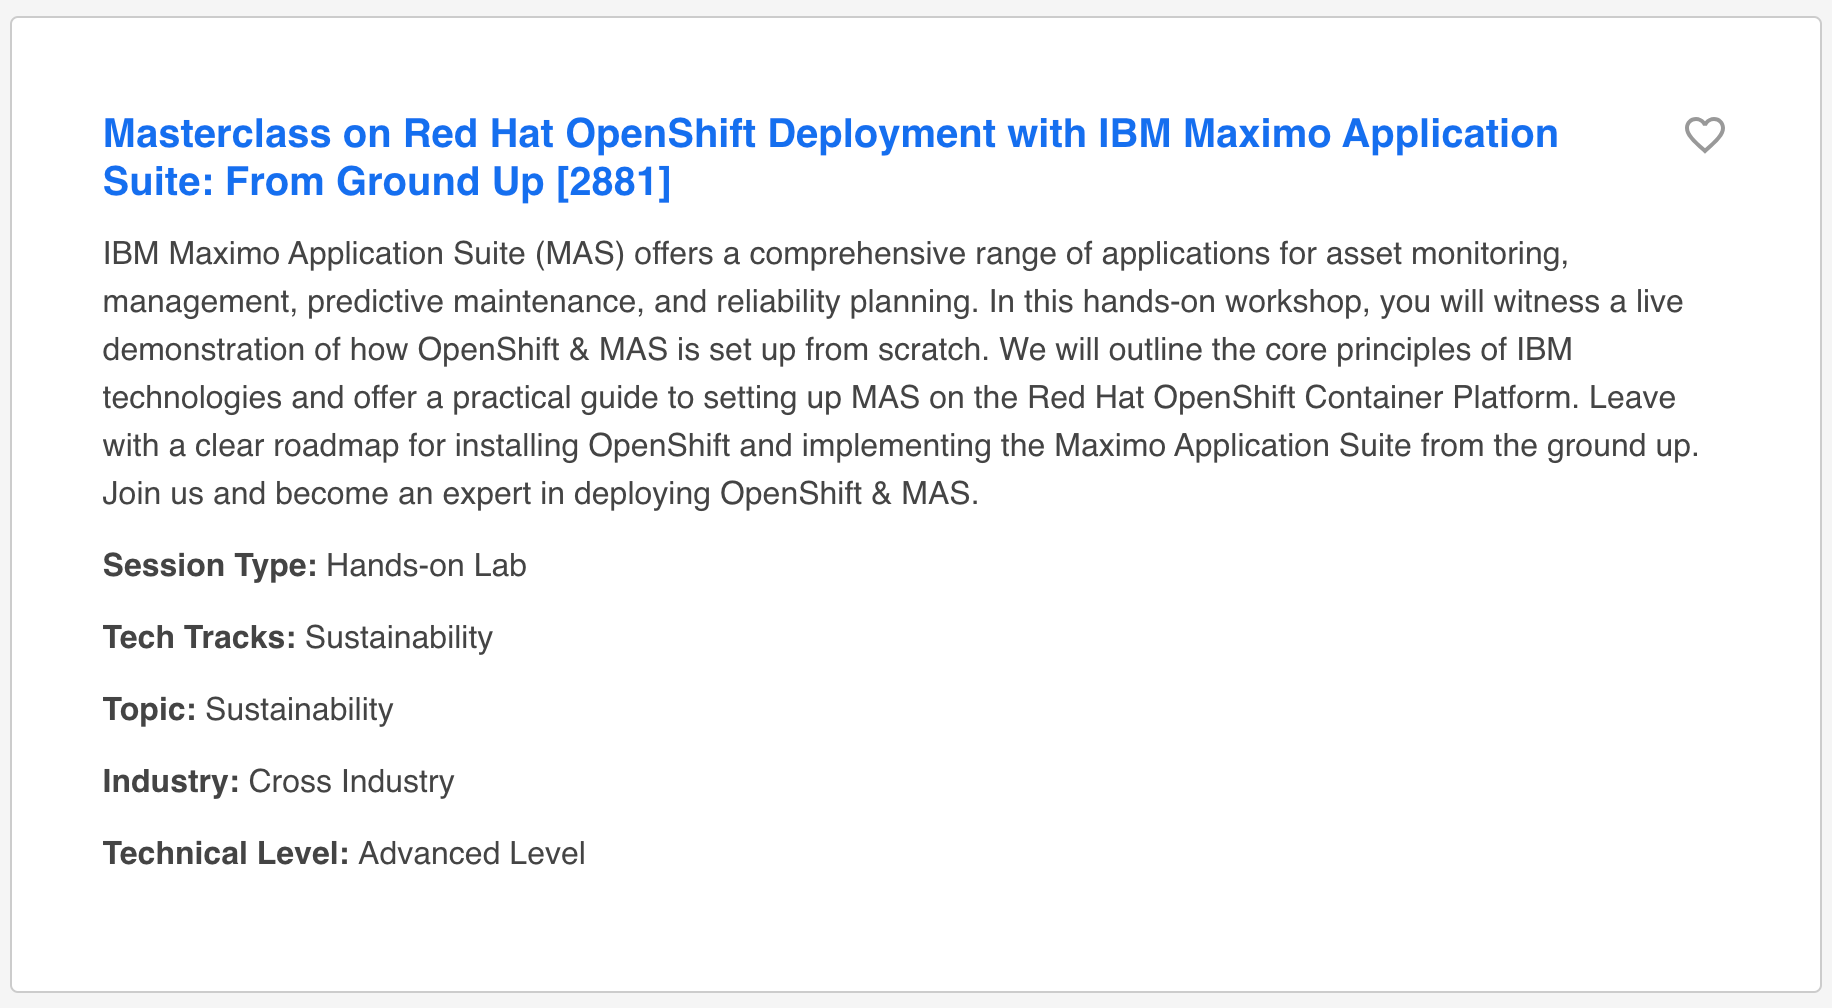 Masterclass on Red Hat OpenShift Deployment with IBM Maximo Application
Suite: From Ground Up [2881]
IBM Maximo Application Suite (MAS) offers a comprehensive range of applications for asset monitoring,
management, predictive maintenance, and reliability planning. In this hands-on workshop, you will witness a live
demonstration of how OpenShift & MAS is set up from scratch. We will outline the core principles of IBM
technologies and offer a practical guide to setting up MAS on the Red Hat OpenShift Container Platform. Leave
with a clear roadmap for installing OpenShift and implementing the Maximo Application Suite from the ground up.
Join us and become an expert in deploying OpenShift & MAS.
Session Type: Hands-on Lab
Tech Tracks: Sustainability
Topic: Sustainability
Industry: Cross Industry
Technical Level: Advanced Level